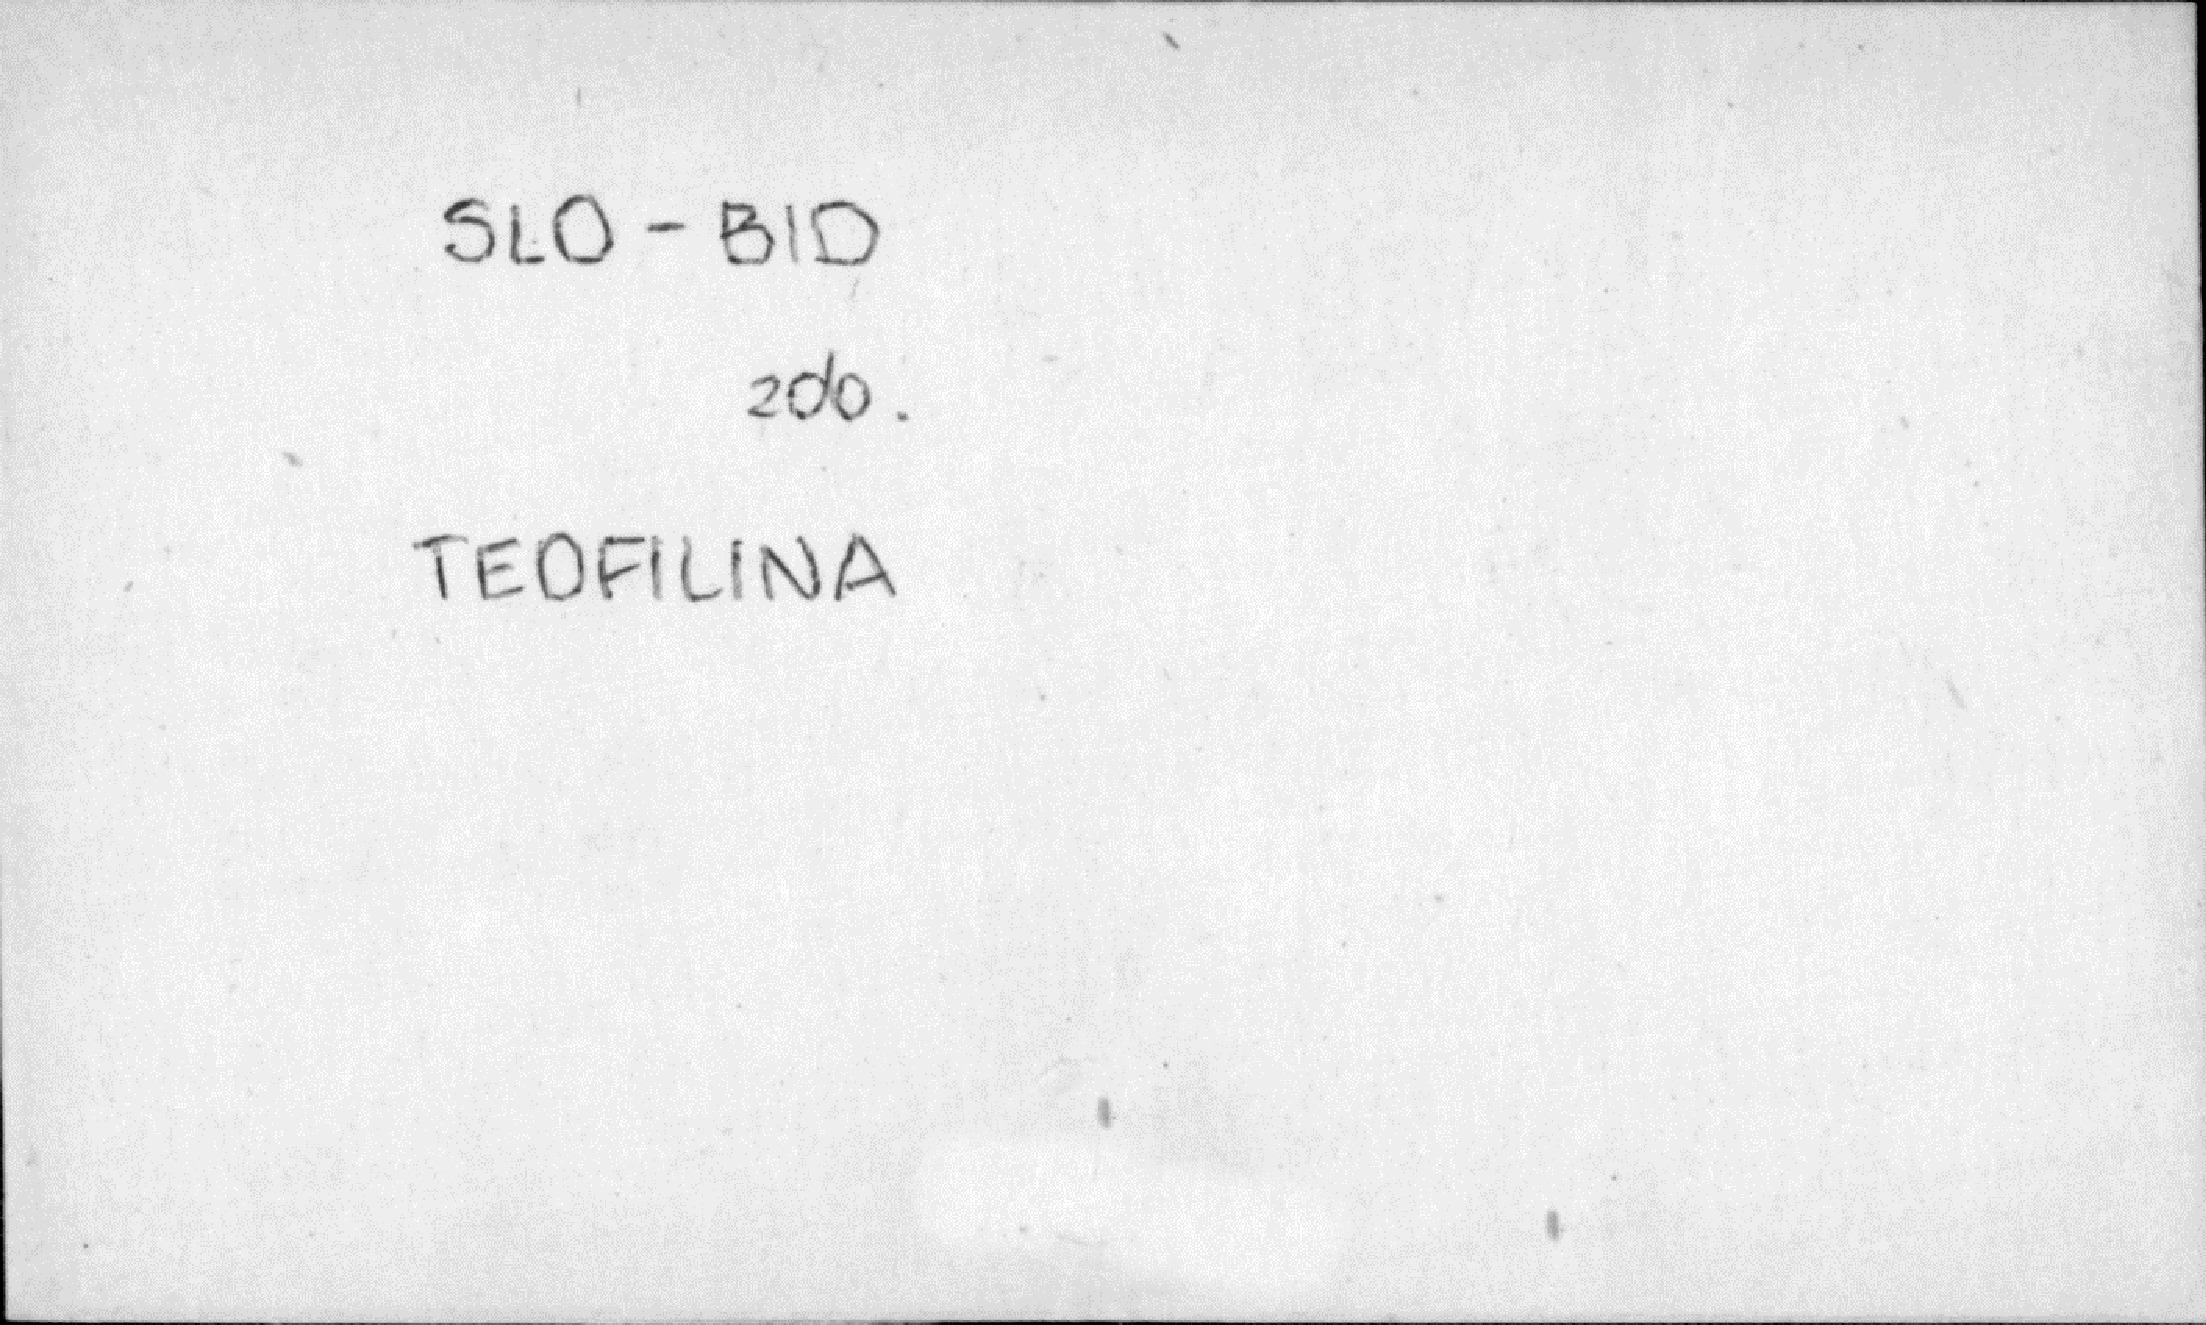 SLO - BID
2do.
TEOFILINA